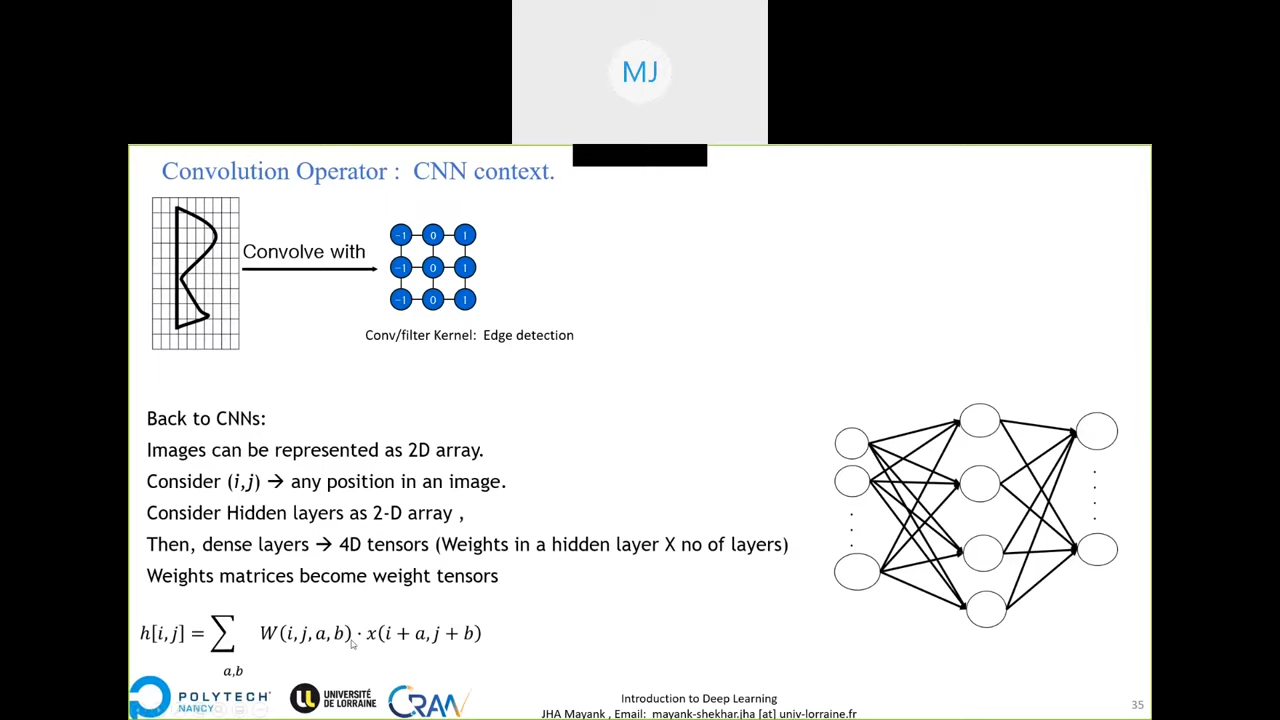 MJ
Convolution Operator : CNN context.
Convolve with
-1 0 1
-1 0 1
-1 0 1
Conv/filter Kernel: Edge detection
Back to CNNs:
Images can be represented as 2D array.
Consider (i,j) → any position in an image.
Consider Hidden layers as 2-D array ,
Then, dense layers → 4D tensors (Weights in a hidden layer X no of layers)
Weights matrices become weight tensors
h[i,j] = ∑ W(i,j,a,b) · x(i + a, j + b)
a,b
POLYTECH
NANCY
UNIVERSITÉ
DE LORRAINE
CRAN
Introduction to Deep Learning
JHA Mayank , Email: mayank-shekhar.jha [at] univ-lorraine.fr
35